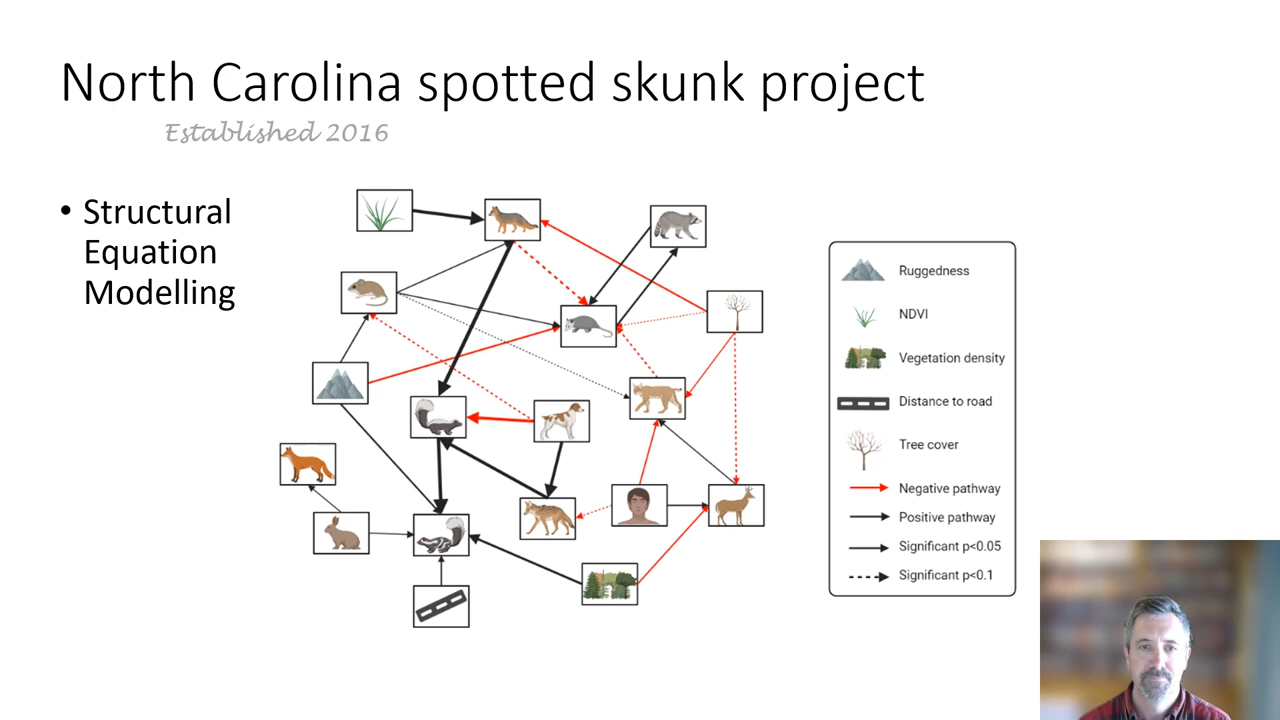 North Carolina spotted skunk project
Established 2016
• Structural
Equation
Modelling
Ruggedness
NDVI
Vegetation density
Distance to road
Tree cover
Negative pathway
Positive pathway
Significant p<0.05
Significant p<0.1